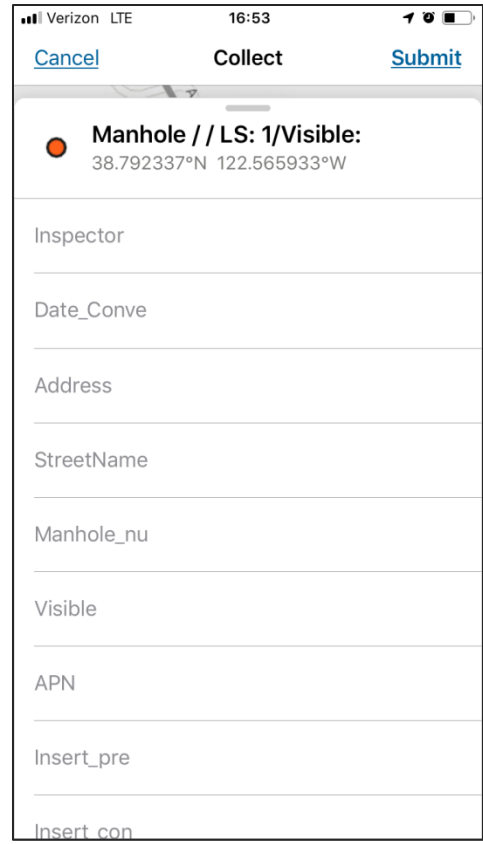 Verizon LTE 16:53
Cancel Collect Submit
Manhole / / LS: 1/Visible:
38.792337°N 122.565933°W
Inspector
Date_Conve
Address
StreetName
Manhole_nu
Visible
APN
Insert_pre
Insert_con